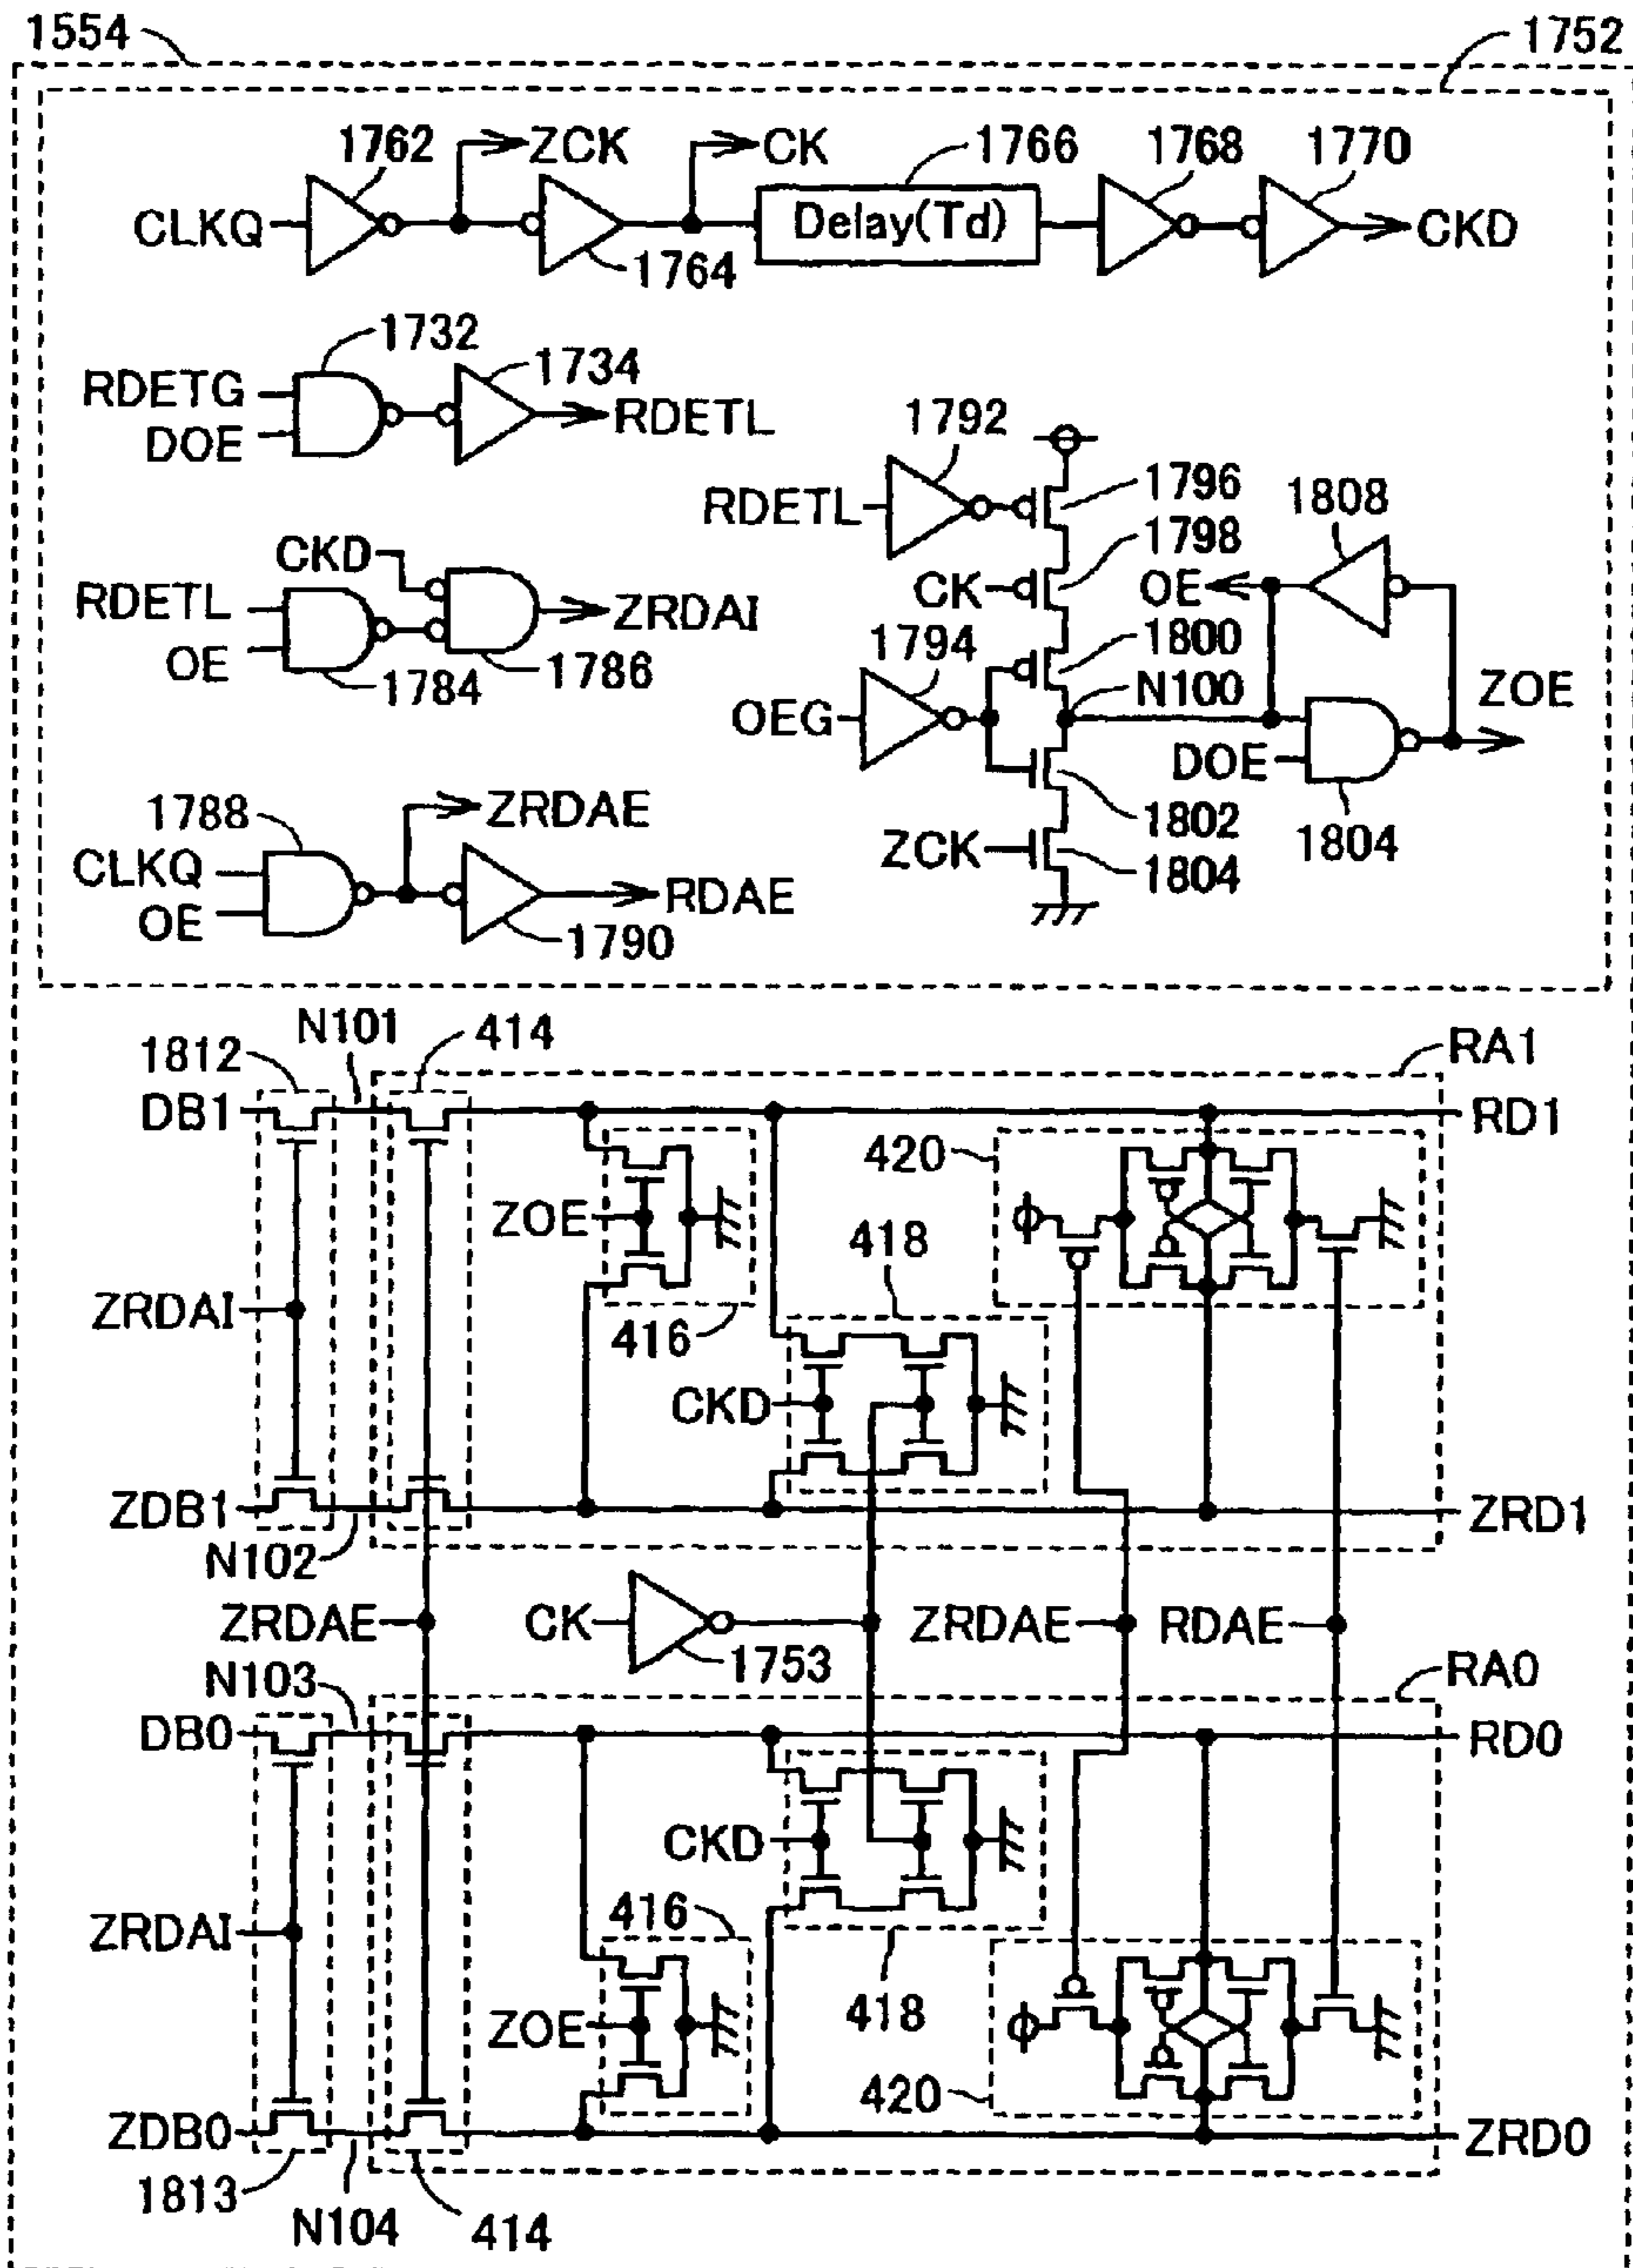 1554
1752
1762
ZCK
CK
1766
1768
1770
CLKQ
Delay(Td)
CKD
1764
1732
RDETG
DOE
1734
RDETL
1792
RDETL
1796
1808
CKD
1798
RDETL
OE
ZRDAI
CK
OE
1784
1786
1794
1800
N100
ZOE
OEG
DOE
1788
ZRDAE
1802
1804
CLKQ
OE
RDAE
ZCK
1804
1790
N101
414
RA1
1812
DB1
RD1
420
ZOE
418
ZRDAI
416
CKD
ZDB1
ZRD1
N102
ZRDAE
CK
ZRDAE
RDAE
1753
N103
RA0
DB0
RD0
CKD
416
ZRDAI
418
ZOE
420
ZDB0
ZRD0
1813
N104
414